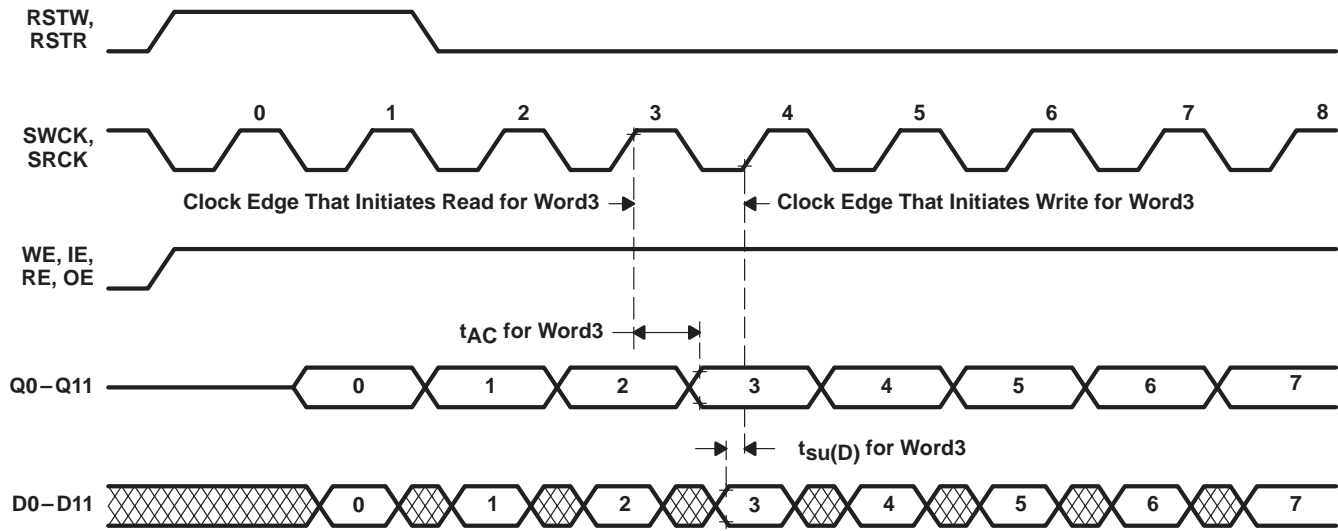 RSTW,
RSTR
0 1 2 3 4 5 6 7 8
SWCK,
SRCK
Clock Edge That Initiates Read for Word3
Clock Edge That Initiates Write for Word3
WE, IE,
RE, OE
tAC for Word3
Q0–Q11
0 1 2 3 4 5 6 7
tsu(D) for Word3
D0–D11
0 1 2 3 4 5 6 7